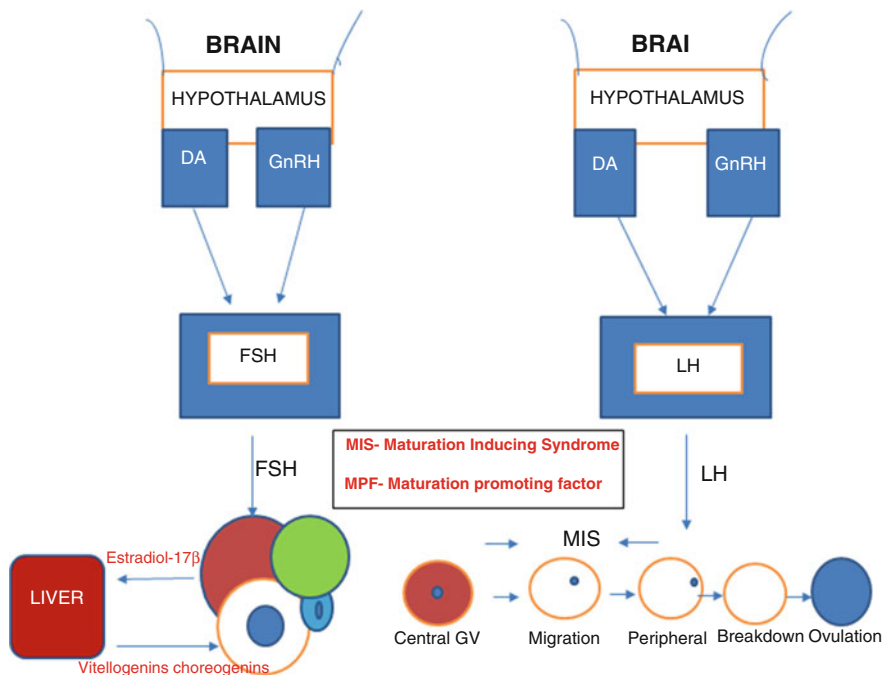 BRAIN
BRAI
HYPOTHALAMUS
HYPOTHALAMUS
DA
GnRH
DA
GnRH
FSH
LH
MIS- Maturation Inducing Syndrome
MPF- Maturation promoting factor
FSH
LH
MIS
Estradiol-17β
LIVER
Vitellogenins choreogenins
Central GV
Migration
Peripheral
Breakdown
Ovulation